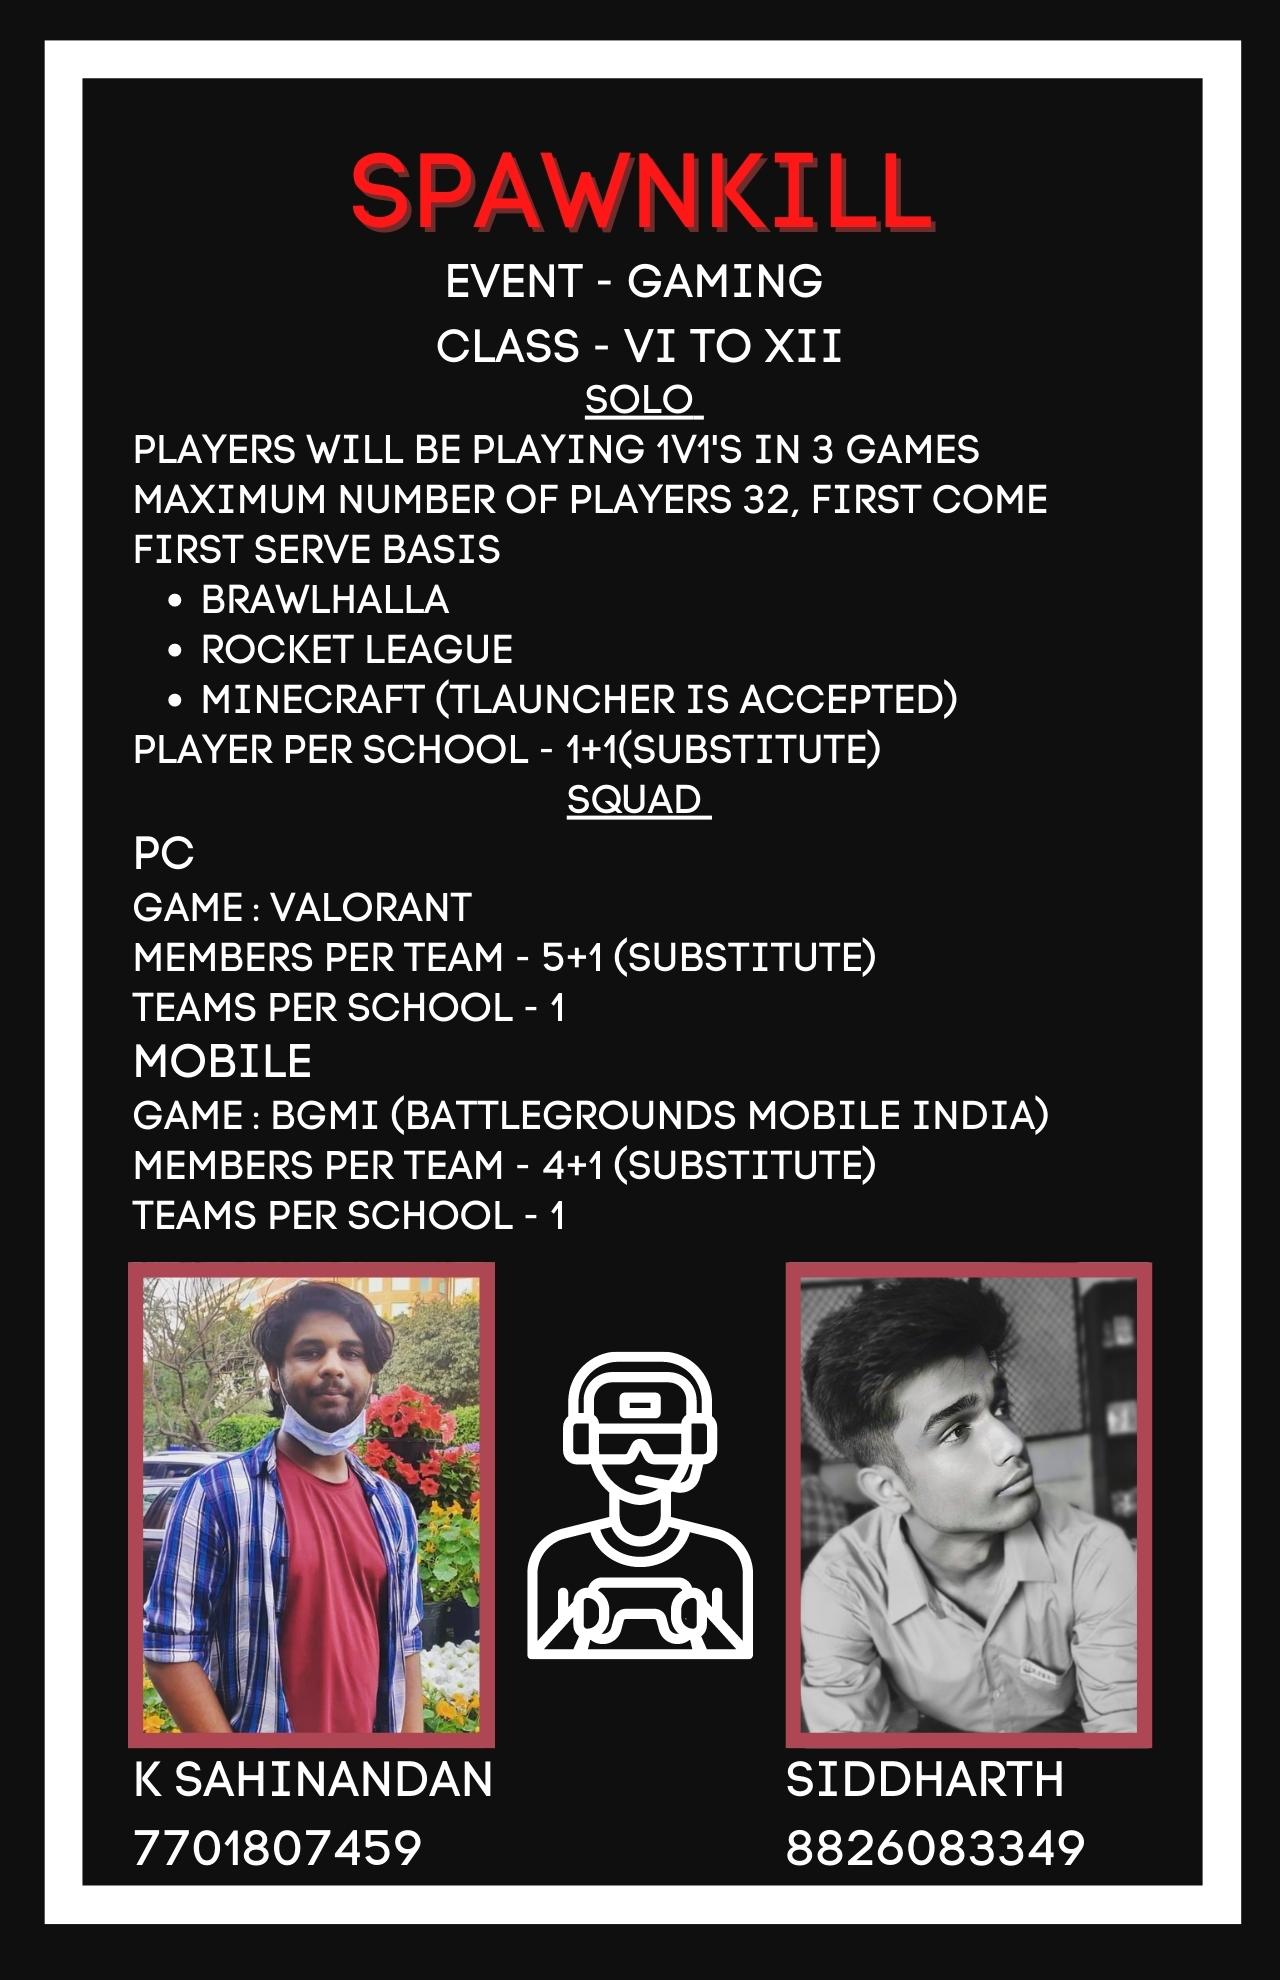 SPAWNKILL
EVENT - GAMING
CLASS - VI TO XII
SOLO
PLAYERS WILL BE PLAYING 1V1'S IN 3 GAMES
MAXIMUM NUMBER OF PLAYERS 32, FIRST COME
FIRST SERVE BASIS
• BRAWLHALLA
• ROCKET LEAGUE
• MINECRAFT (TLAUNCHER IS ACCEPTED)
PLAYER PER SCHOOL - 1+1(SUBSTITUTE)
SQUAD
PC
GAME : VALORANT
MEMBERS PER TEAM - 5+1 (SUBSTITUTE)
TEAMS PER SCHOOL - 1
MOBILE
GAME : BGMI (BATTLEGROUNDS MOBILE INDIA)
MEMBERS PER TEAM - 4+1 (SUBSTITUTE)
TEAMS PER SCHOOL - 1
K SAHINANDAN
7701807459
SIDDHARTH
8826083349